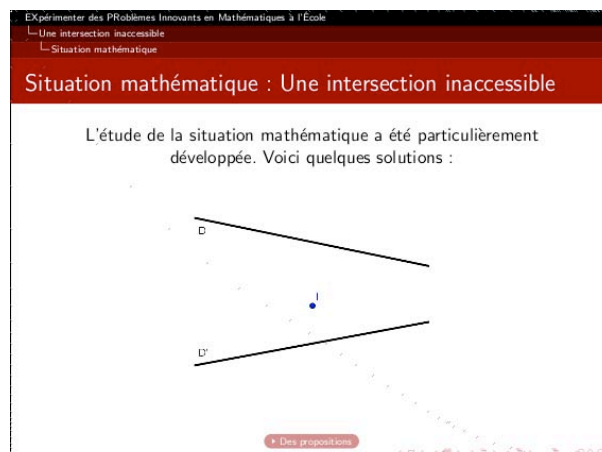 EXpérimenter des PRoblèmes Innovants en Mathématiques à l'École
Une intersection inaccessible
Situation mathématique
Situation mathématique : Une intersection inaccessible
L'étude de la situation mathématique a été particulièrement
développée. Voici quelques solutions :
D
I
D'
Des propositions